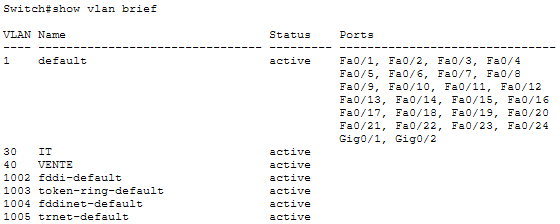 Switch#show vlan brief
VLAN Name                             Status    Ports
---- -------------------------------- --------- -------------------------------
1    default                          active    Fa0/1, Fa0/2, Fa0/3, Fa0/4
                                                Fa0/5, Fa0/6, Fa0/7, Fa0/8
                                                Fa0/9, Fa0/10, Fa0/11, Fa0/12
                                                Fa0/13, Fa0/14, Fa0/15, Fa0/16
                                                Fa0/17, Fa0/18, Fa0/19, Fa0/20
                                                Fa0/21, Fa0/22, Fa0/23, Fa0/24
                                                Gig0/1, Gig0/2
30   IT                               active
40   VENTE                            active
1002 fddi-default                     active
1003 token-ring-default               active
1004 fddinet-default                  active
1005 trnet-default                    active